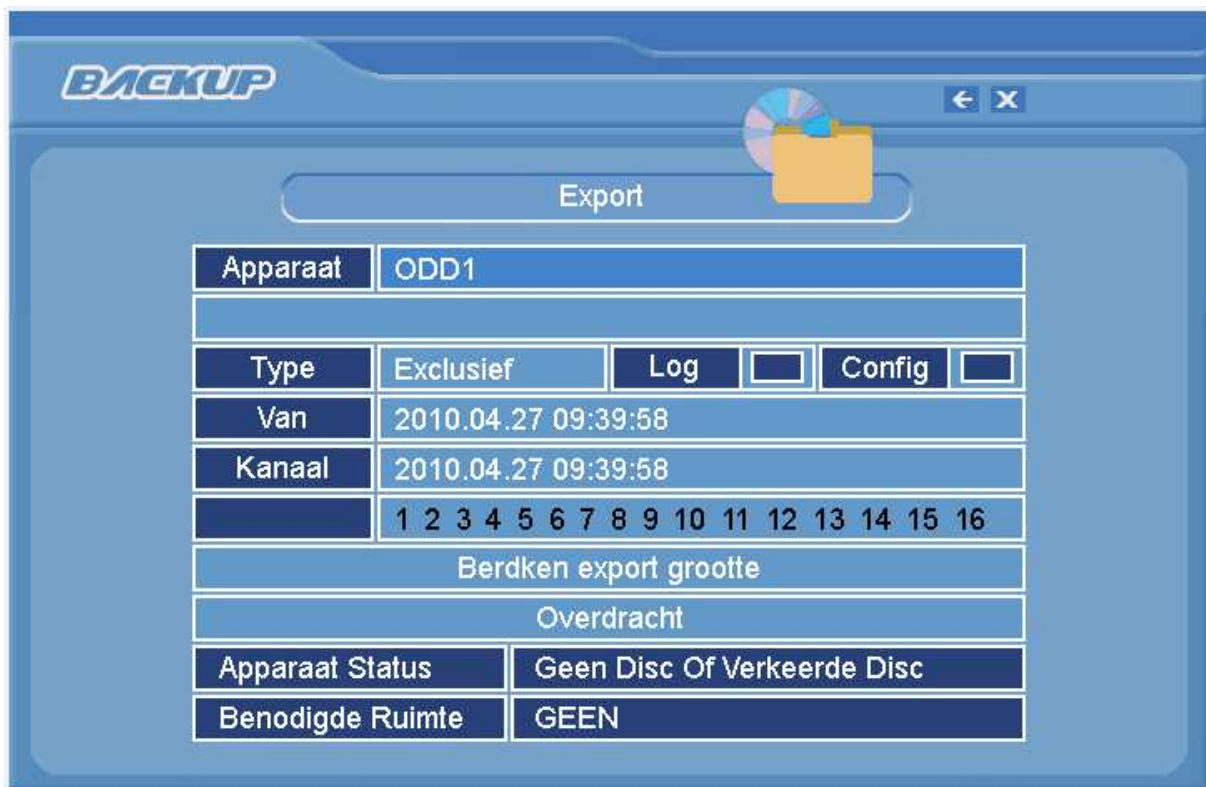 BACKUP
Export
Apparaat ODD1
Type Exclusief Log Config
Van 2010.04.27 09:39:58
Kanaal 2010.04.27 09:39:58
1 2 3 4 5 6 7 8 9 10 11 12 13 14 15 16
Berdken export grootte
Overdracht
Apparaat Status Geen Disc Of Verkeerde Disc
Benodigde Ruimte GEEN